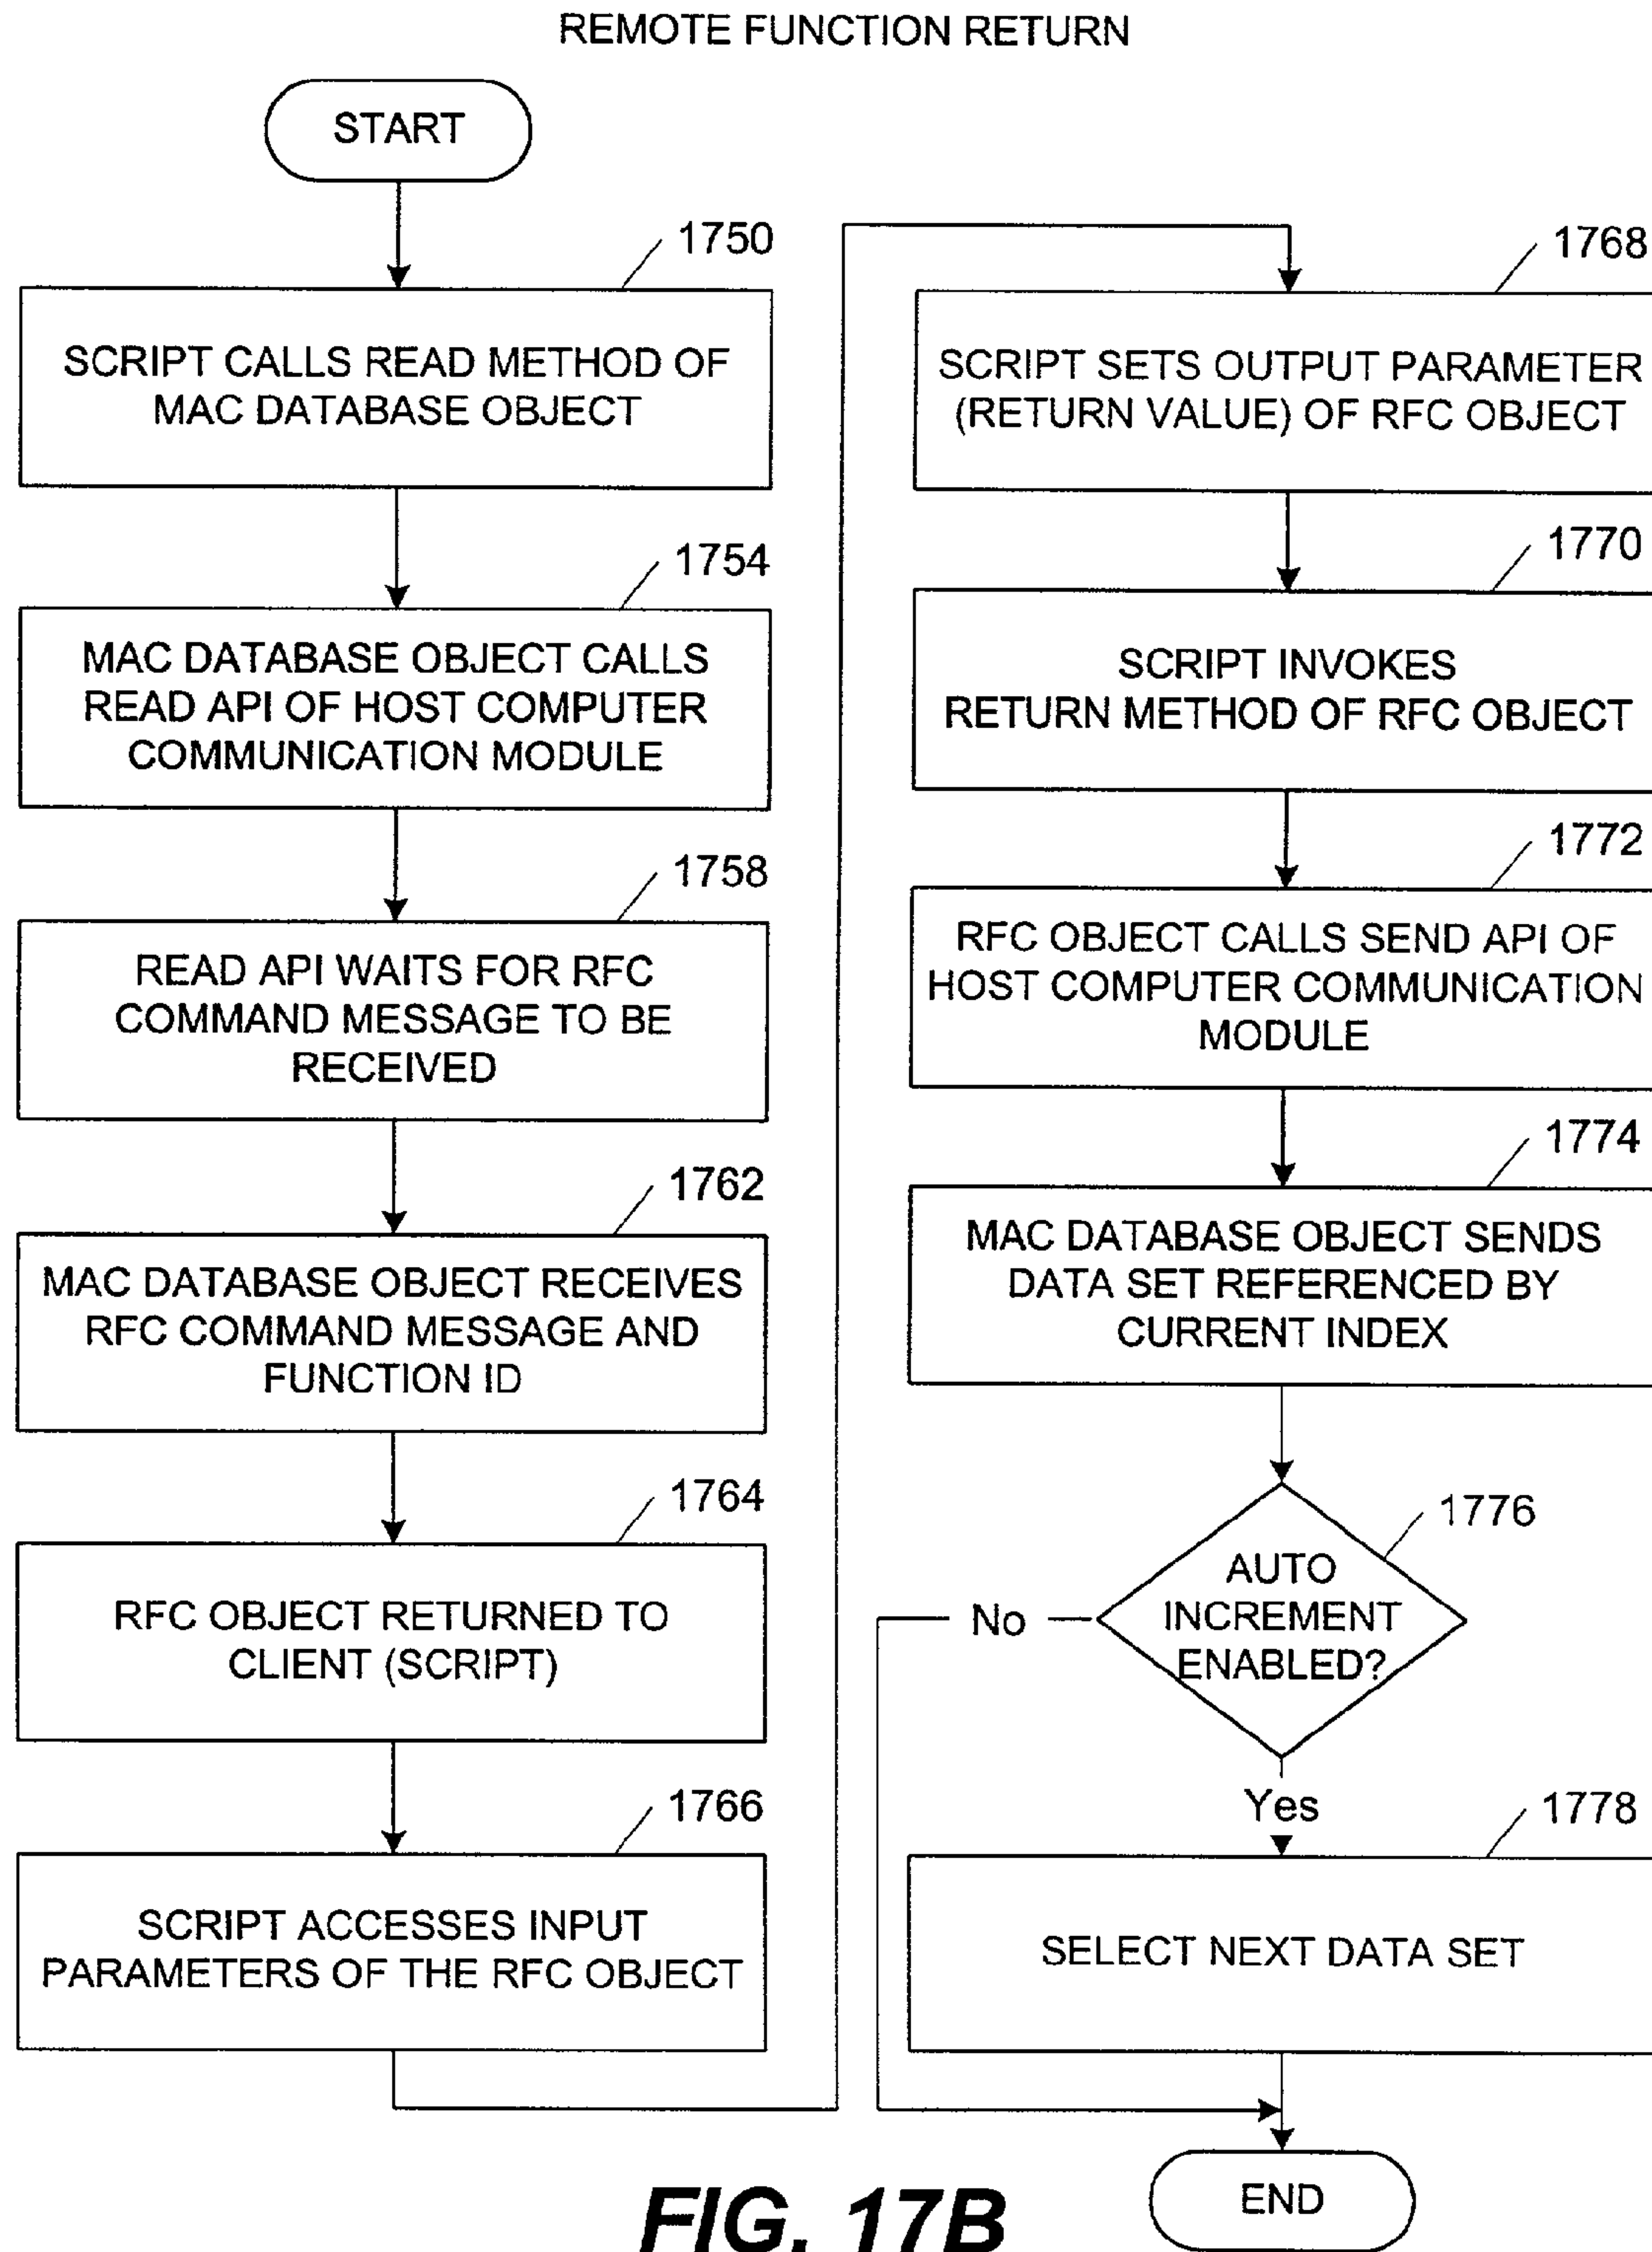 REMOTE FUNCTION RETURN
START
1750
SCRIPT CALLS READ METHOD OF
MAC DATABASE OBJECT
1754
MAC DATABASE OBJECT CALLS
READ API OF HOST COMPUTER
COMMUNICATION MODULE
1758
READ API WAITS FOR RFC
COMMAND MESSAGE TO BE
RECEIVED
1762
MAC DATABASE OBJECT RECEIVES
RFC COMMAND MESSAGE AND
FUNCTION ID
1764
RFC OBJECT RETURNED TO
CLIENT (SCRIPT)
1766
SCRIPT ACCESSES INPUT
PARAMETERS OF THE RFC OBJECT
1768
SCRIPT SETS OUTPUT PARAMETER
(RETURN VALUE) OF RFC OBJECT
1770
SCRIPT INVOKES
RETURN METHOD OF RFC OBJECT
1772
RFC OBJECT CALLS SEND API OF
HOST COMPUTER COMMUNICATION
MODULE
1774
MAC DATABASE OBJECT SENDS
DATA SET REFERENCED BY
CURRENT INDEX
1776
AUTO
INCREMENT
ENABLED?
No
Yes
1778
SELECT NEXT DATA SET
END
FIG. 17B